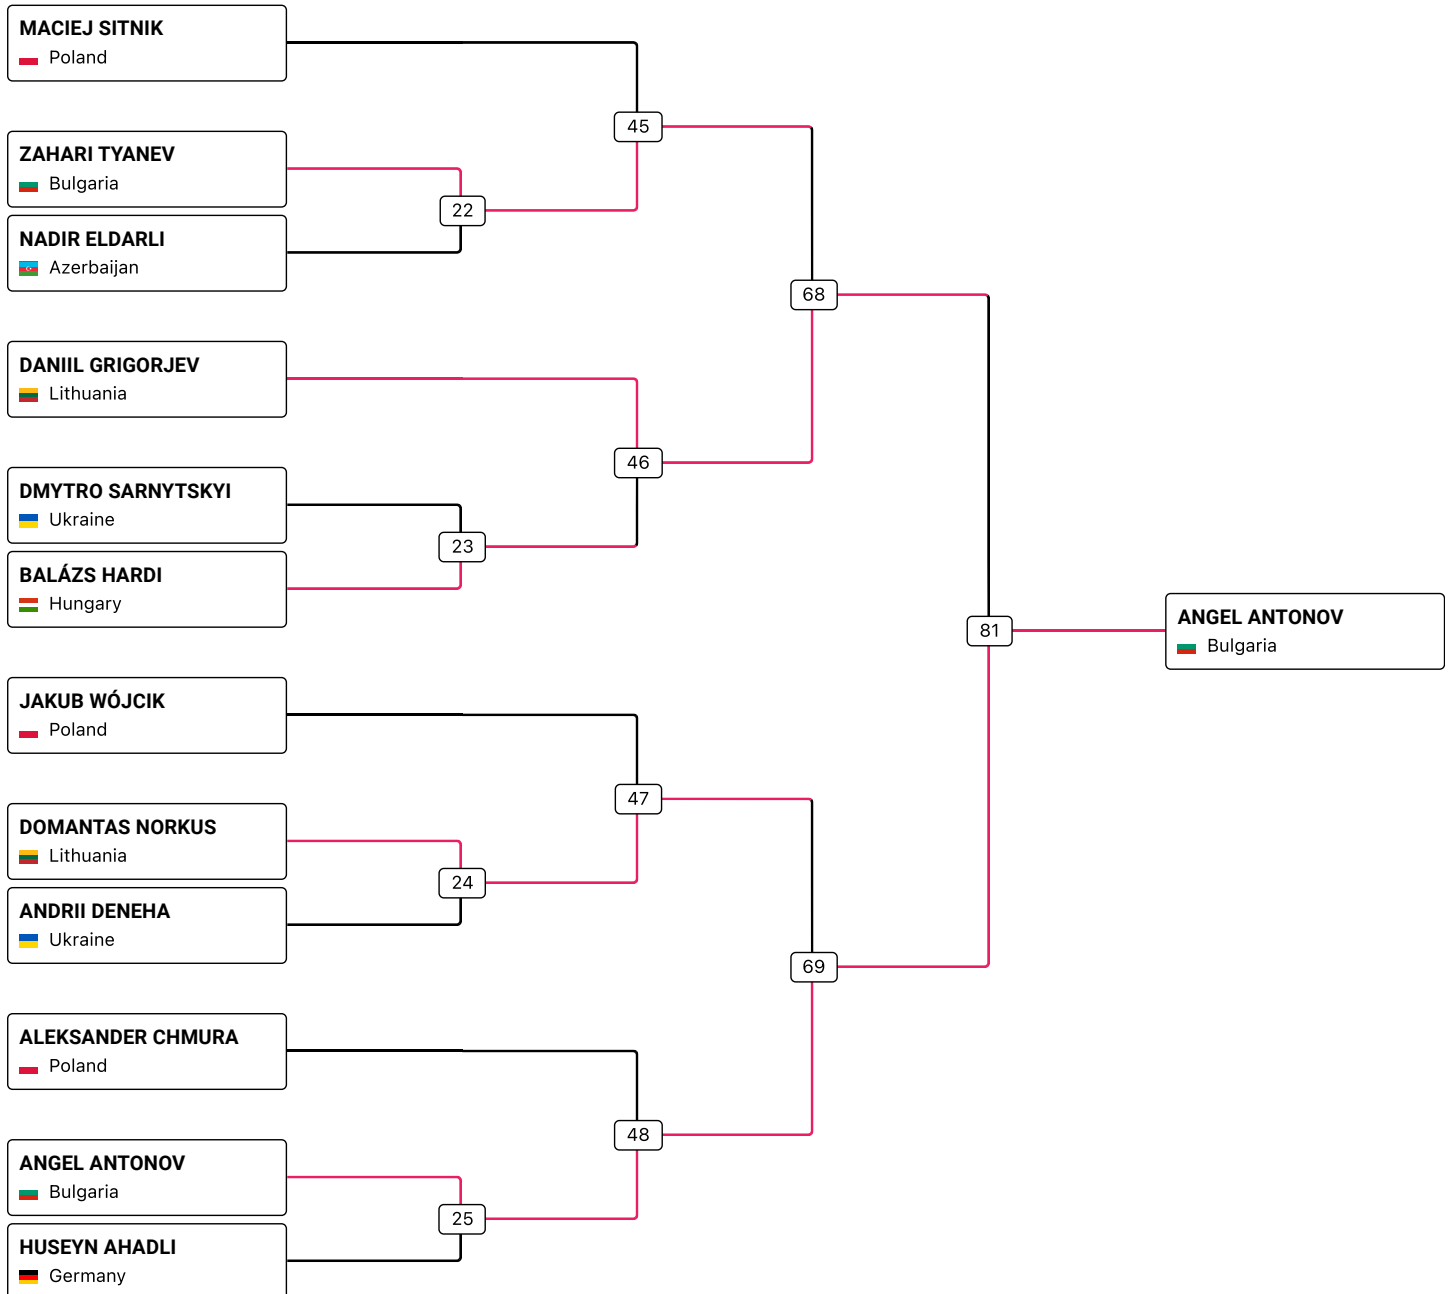 MACIEJ SITNIK
Poland
45
ZAHARI TYANEV
Bulgaria
22
NADIR ELDARLI
Azerbaijan
68
DANIIL GRIGORJEV
Lithuania
46
DMYTRO SARNYTSKYI
Ukraine
23
BALÁZS HARDI
Hungary
81
ANGEL ANTONOV
Bulgaria
JAKUB WÓJCIK
Poland
47
DOMANTAS NORKUS
Lithuania
24
ANDRII DENEHA
Ukraine
69
ALEKSANDER CHMURA
Poland
48
ANGEL ANTONOV
Bulgaria
25
HUSEYN AHADLI
Germany